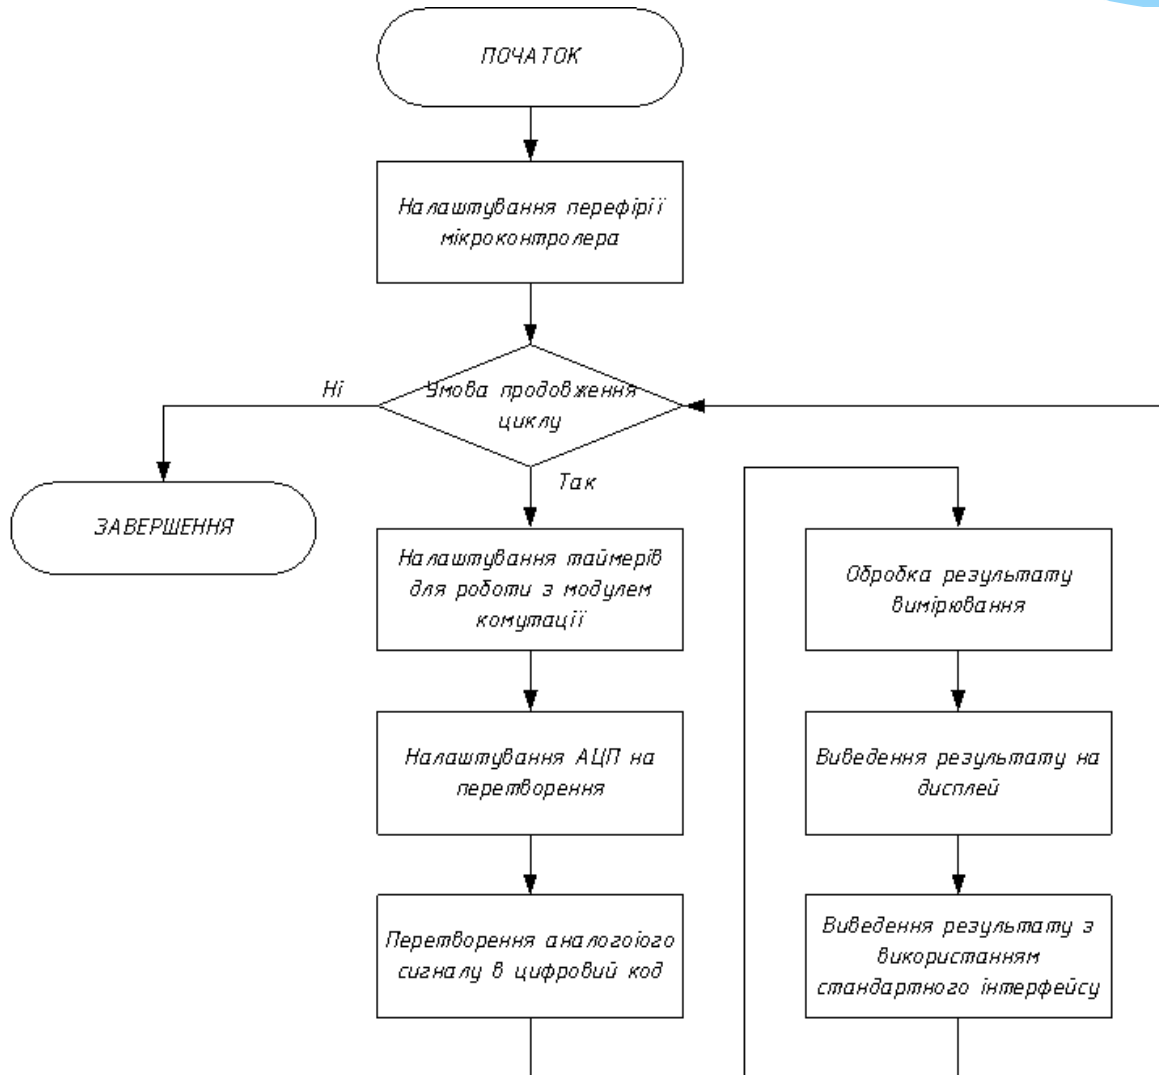 ПОЧАТОК
Налаштування перефірії
мікроконтролера
Умова продовження
циклу
Ні
Так
ЗАВЕРШЕННЯ
Налаштування таймерів
для роботи з модулем
комутації
Налаштування АЦП на
перетворення
Перетворення аналогоіого
сигналу в цифровий код
Обробка результату
вимірювання
Виведення результату на
дисплей
Виведення результату з
використанням
стандартного інтерфейсу